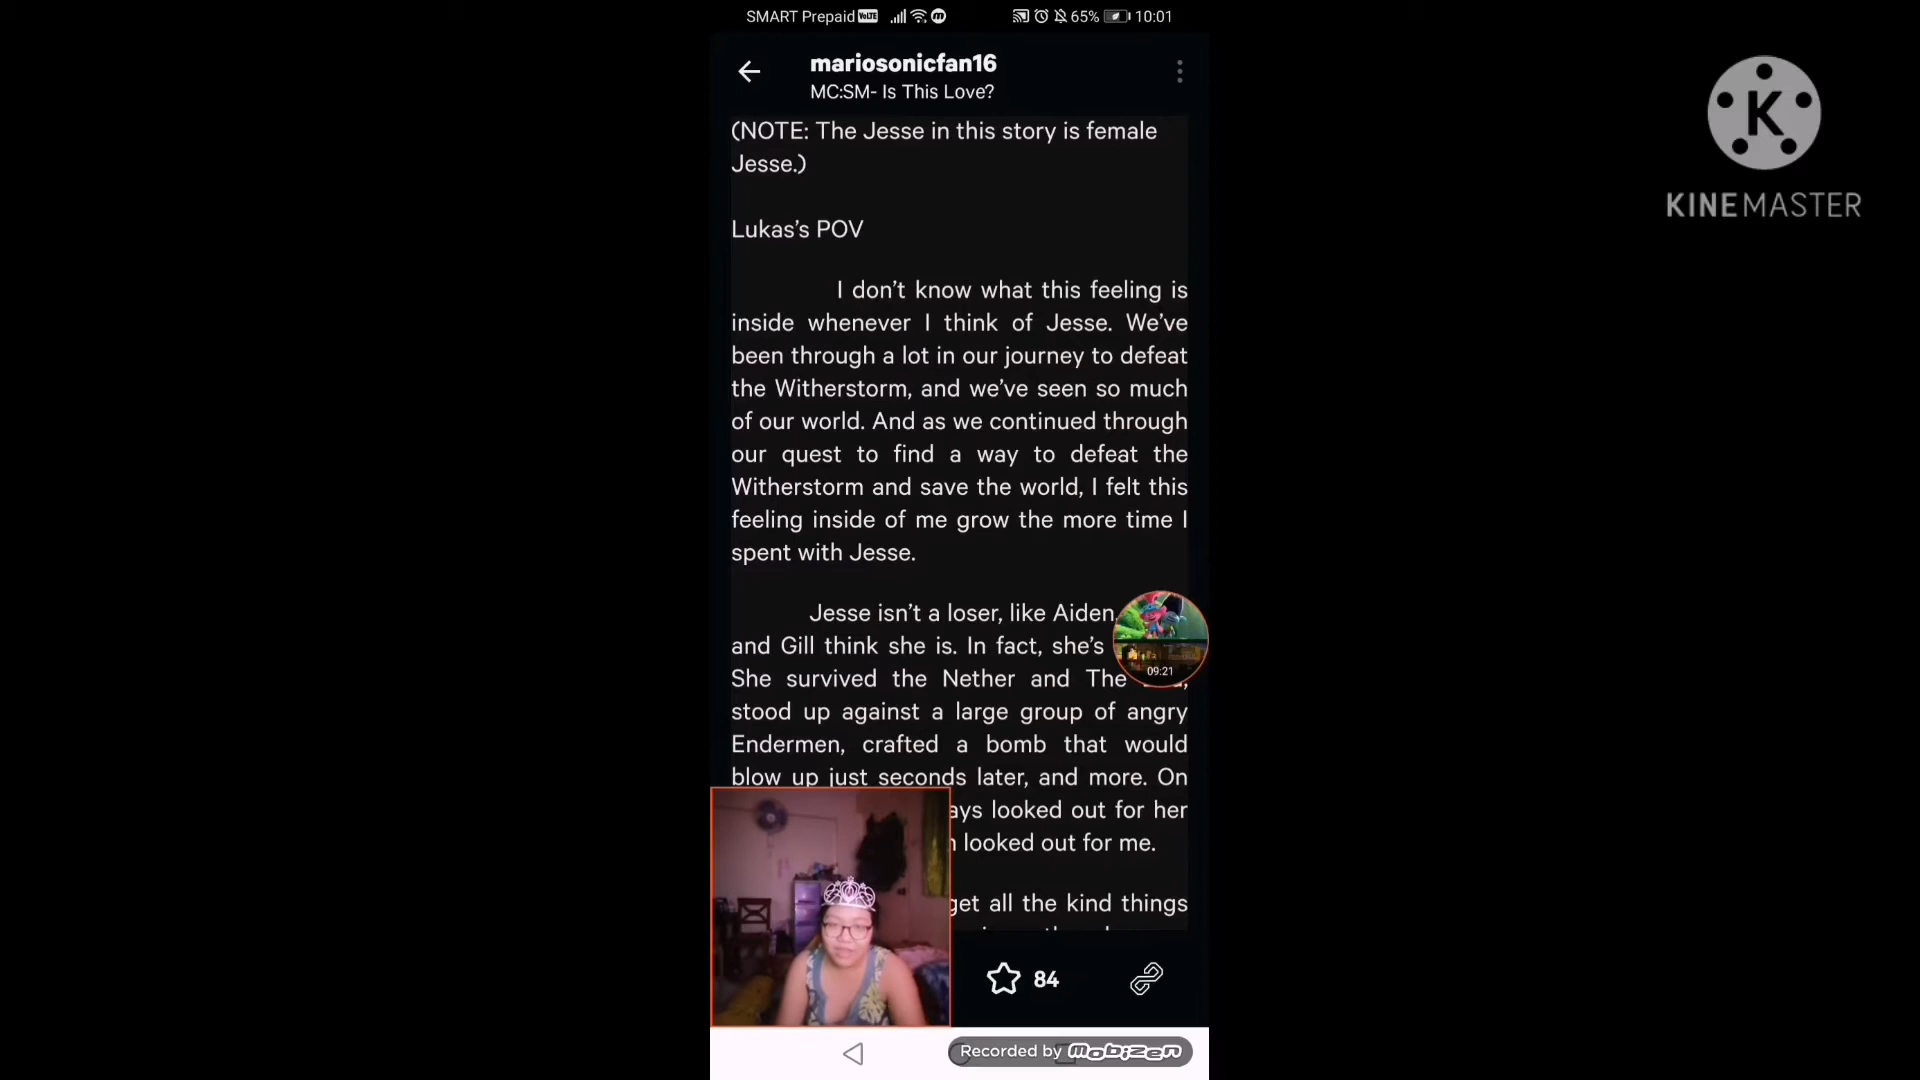 SMART Prepaid VoLTE 65% 10:01
mariosonicfan16
MC:SM- Is This Love?
(NOTE: The Jesse in this story is female
Jesse.)
Lukas's POV
I don't know what this feeling is
inside whenever I think of Jesse. We've
been through a lot in our journey to defeat
the Witherstorm, and we've seen so much
of our world. And as we continued through
our quest to find a way to defeat the
Witherstorm and save the world, I felt this
feeling inside of me grow the more time I
spent with Jesse.
Jesse isn't a loser, like Aiden,
and Gill think she is. In fact, she's
She survived the Nether and The
stood up against a large group of angry
Endermen, crafted a bomb that would
blow up just seconds later, and more. On
looked out for her
looked out for me.
all the kind things
09:21
84
Recorded by mobizen
K
KINEMASTER